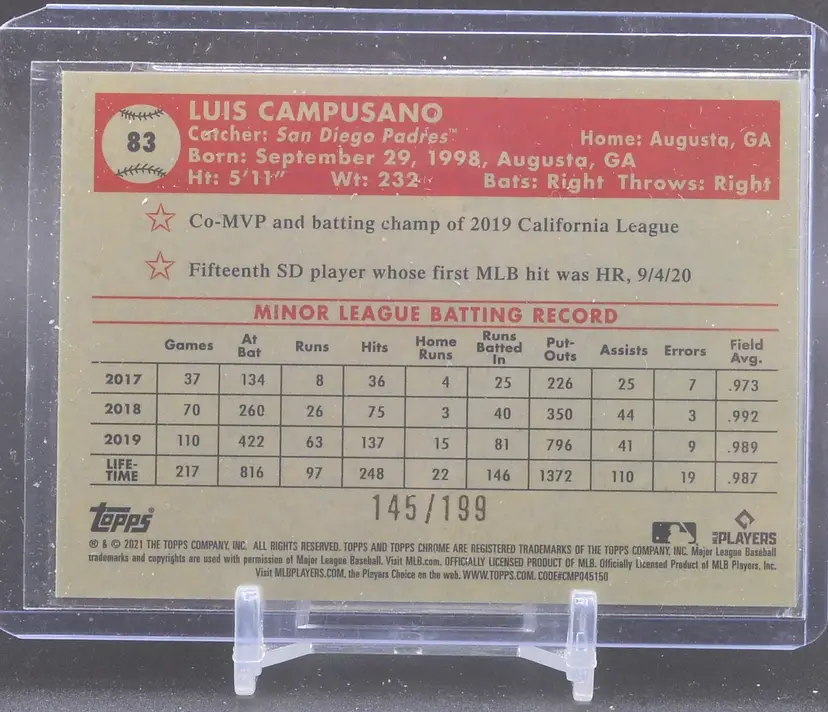 83
LUIS CAMPUSANO
Catcher: San Diego Padres™ Home: Augusta, GA
Born: September 29, 1998, Augusta, GA
Ht: 5'11" Wt: 232 Bats: Right Throws: Right
Co-MVP and batting champ of 2019 California League
Fifteenth SD player whose first MLB hit was HR, 9/4/20
MINOR LEAGUE BATTING RECORD
Games At Bat Runs Hits Home Runs Runs Batted In Put-Outs Assists Errors Field Avg.
2017 37 134 8 36 4 25 226 25 7 .973
2018 70 260 26 75 3 40 350 44 3 .992
2019 110 422 63 137 15 81 796 41 9 .989
LIFE-TIME 217 816 97 248 22 146 1372 110 19 .987
145/199
topps® PLAYERS
® & © 2021 THE TOPPS COMPANY, INC. ALL RIGHTS RESERVED. TOPPS AND TOPPS CHROME ARE REGISTERED TRADEMARKS OF THE TOPPS COMPANY, INC. Major League Baseball
trademarks and copyrights are used with permission of Major League Baseball. Visit MLB.com. OFFICIALLY LICENSED PRODUCT OF MLB. Officially Licensed Product of MLB Players, Inc.
Visit MLBPLAYERS.COM, the Players Choice on the web. WWW.TOPPS.COM. CODE#CMP045150